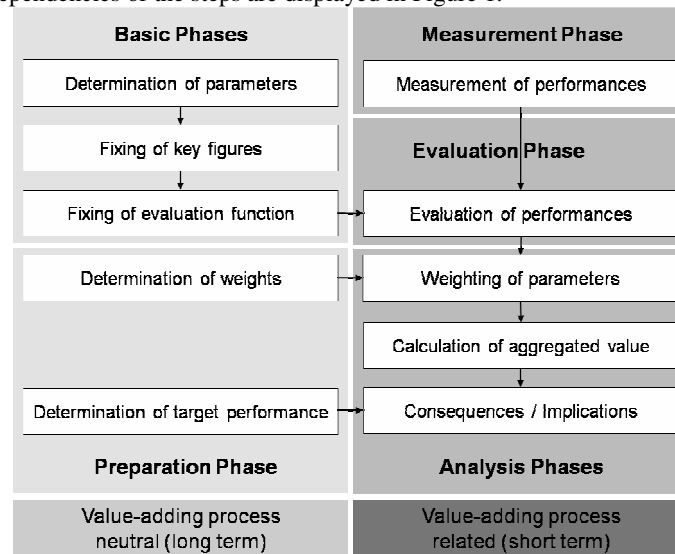 ependencies of the steps are displayed in Figure 1.
Basic Phases
Determination of parameters
Fixing of key figures
Fixing of evaluation function
Determination of weights
Determination of target performance
Preparation Phase
Value-adding process
neutral (long term)
Measurement Phase
Measurement of performances
Evaluation Phase
Evaluation of performances
Weighting of parameters
Calculation of aggregated value
Consequences / Implications
Analysis Phases
Value-adding process
related (short term)